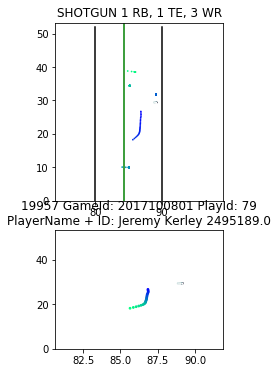 SHOTGUN 1 RB, 1 TE, 3 WR
50
40
30
20
10
0
80
90
19957 GameId: 2017100801 PlayId: 79
PlayerName + ID: Jeremy Kerley 2495189.0
40
20
0
82.5 85.0 87.5 90.0